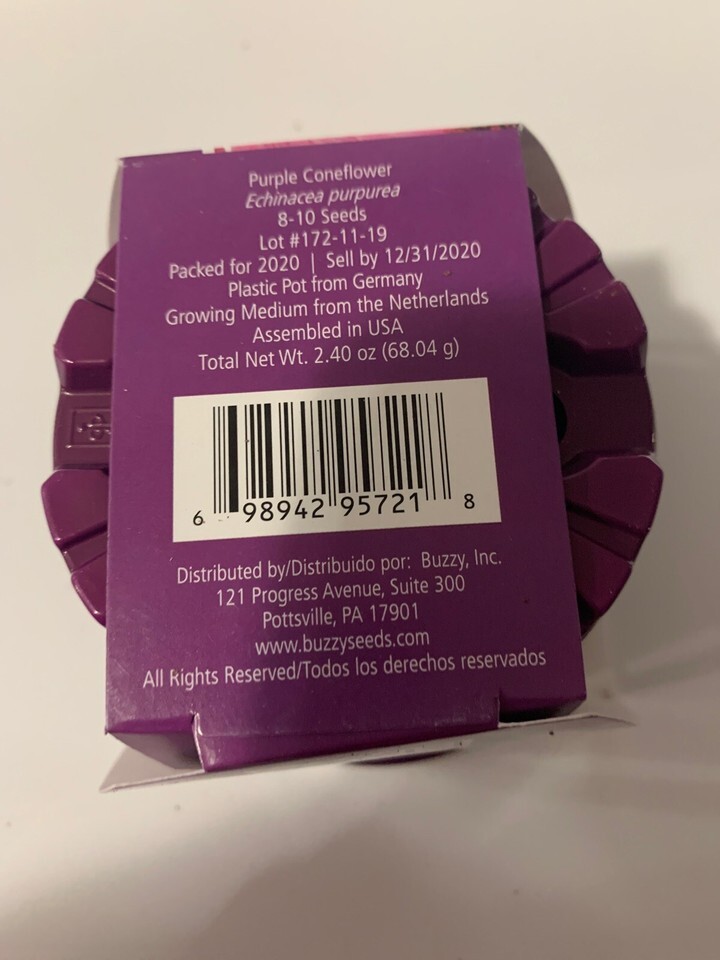 Purple Coneflower
Echinacea purpurea
8-10 Seeds
Lot #172-11-19
Packed for 2020 | Sell by 12/31/2020
Plastic Pot from Germany
Growing Medium from the Netherlands
Assembled in USA
Total Net Wt. 2.40 oz (68.04 g)
6 98942 95721 8
Distributed by/Distribuido por: Buzzy, Inc.
121 Progress Avenue, Suite 300
Pottsville, PA 17901
www.buzzyseeds.com
All Rights Reserved/Todos los derechos reservados